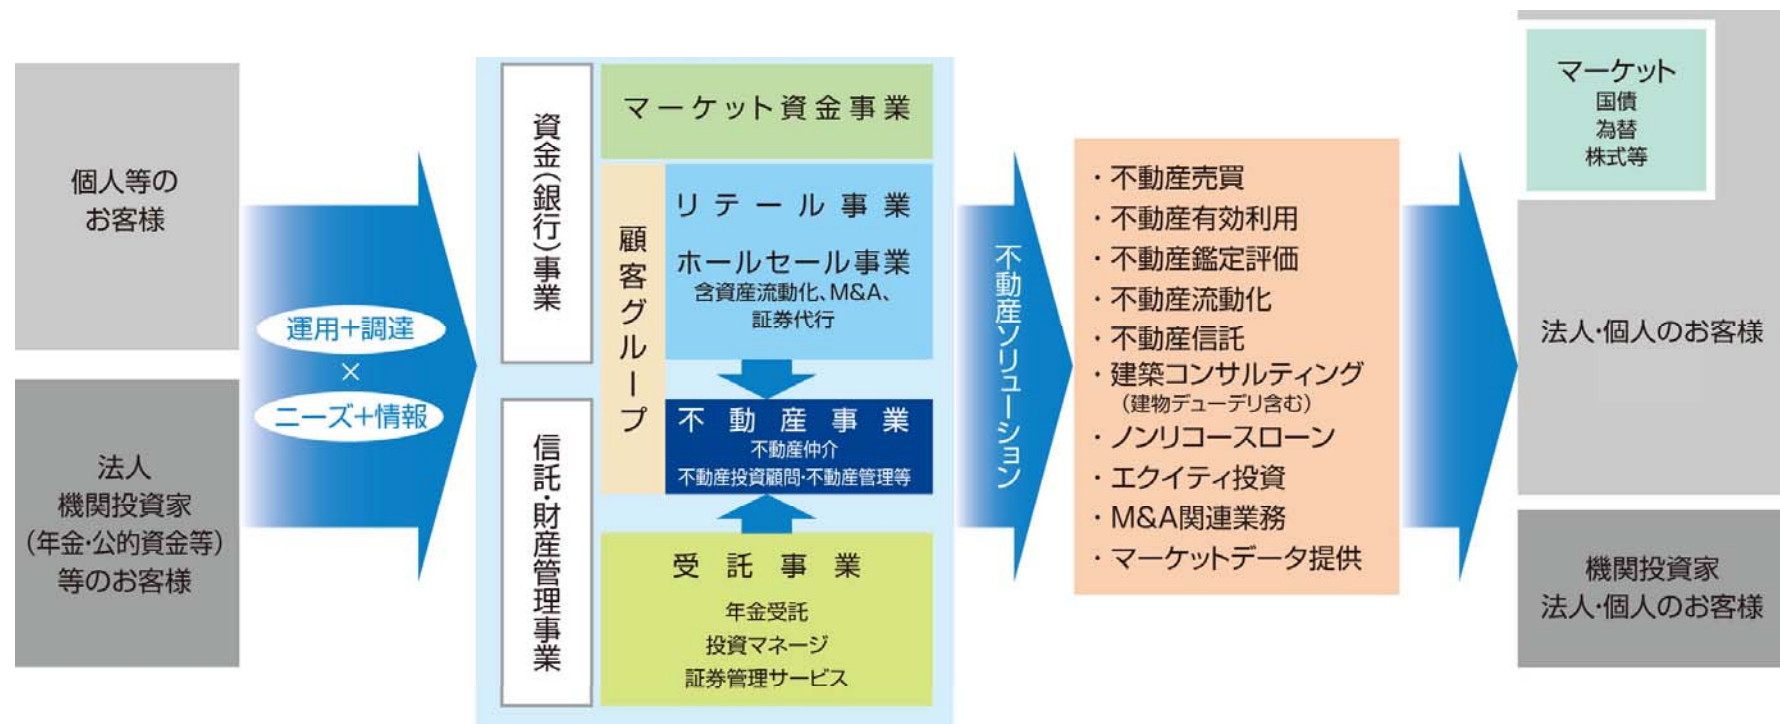 個人等の
お客様
法人
機関投資家
(年金・公的資金等)
等のお客様
運用+調達
×
ニーズ+情報
資金(銀行)事業
信託・財産管理事業
マーケット資金事業
顧客グループ
リテール事業
ホールセール事業
含資産流動化、M&A、
証券代行
不動産事業
不動産仲介
不動産投資顧問・不動産管理等
受託事業
年金受託
投資マネージ
証券管理サービス
不動産ソリューション
・不動産売買
・不動産有効利用
・不動産鑑定評価
・不動産流動化
・不動産信託
・建築コンサルティング
(建物デューデリ含む)
・ノンリコースローン
・エクイティ投資
・M&A関連業務
・マーケットデータ提供
マーケット
国債
為替
株式等
法人・個人のお客様
機関投資家
法人・個人のお客様